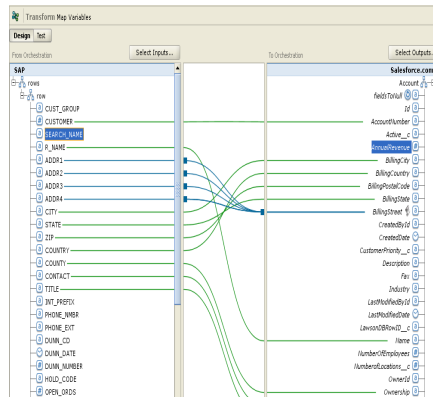 Transform Map Variables
Design Test
From Orchestration
Select Inputs...
To Orchestration
Select Outputs...
SAP
rows
row
CUST_GROUP
CUSTOMER
SEARCH_NAME
R_NAME
ADDR1
ADDR2
ADDR3
ADDR4
CITY
STATE
ZIP
COUNTRY
COUNTY
CONTACT
TITLE
INT_PREFIX
PHONE_NMBR
PHONE_EXT
DUNN_CD
DUNN_DATE
DUNN_NUMBER
HOLD_CODE
OPEN_ORDS
Salesforce.com
Account
fieldsToNull
Id
AccountNumber
Active__c
AnnualRevenue
BillingCity
BillingCountry
BillingPostalCode
BillingState
BillingStreet
CreatedById
CreatedDate
CustomerPriority__c
Description
Fax
Industry
LastModifiedById
LastModifiedDate
LawsonDBRowID__c
Name
NumberOfEmployees
NumberofLocations__c
OwnerId
Ownership